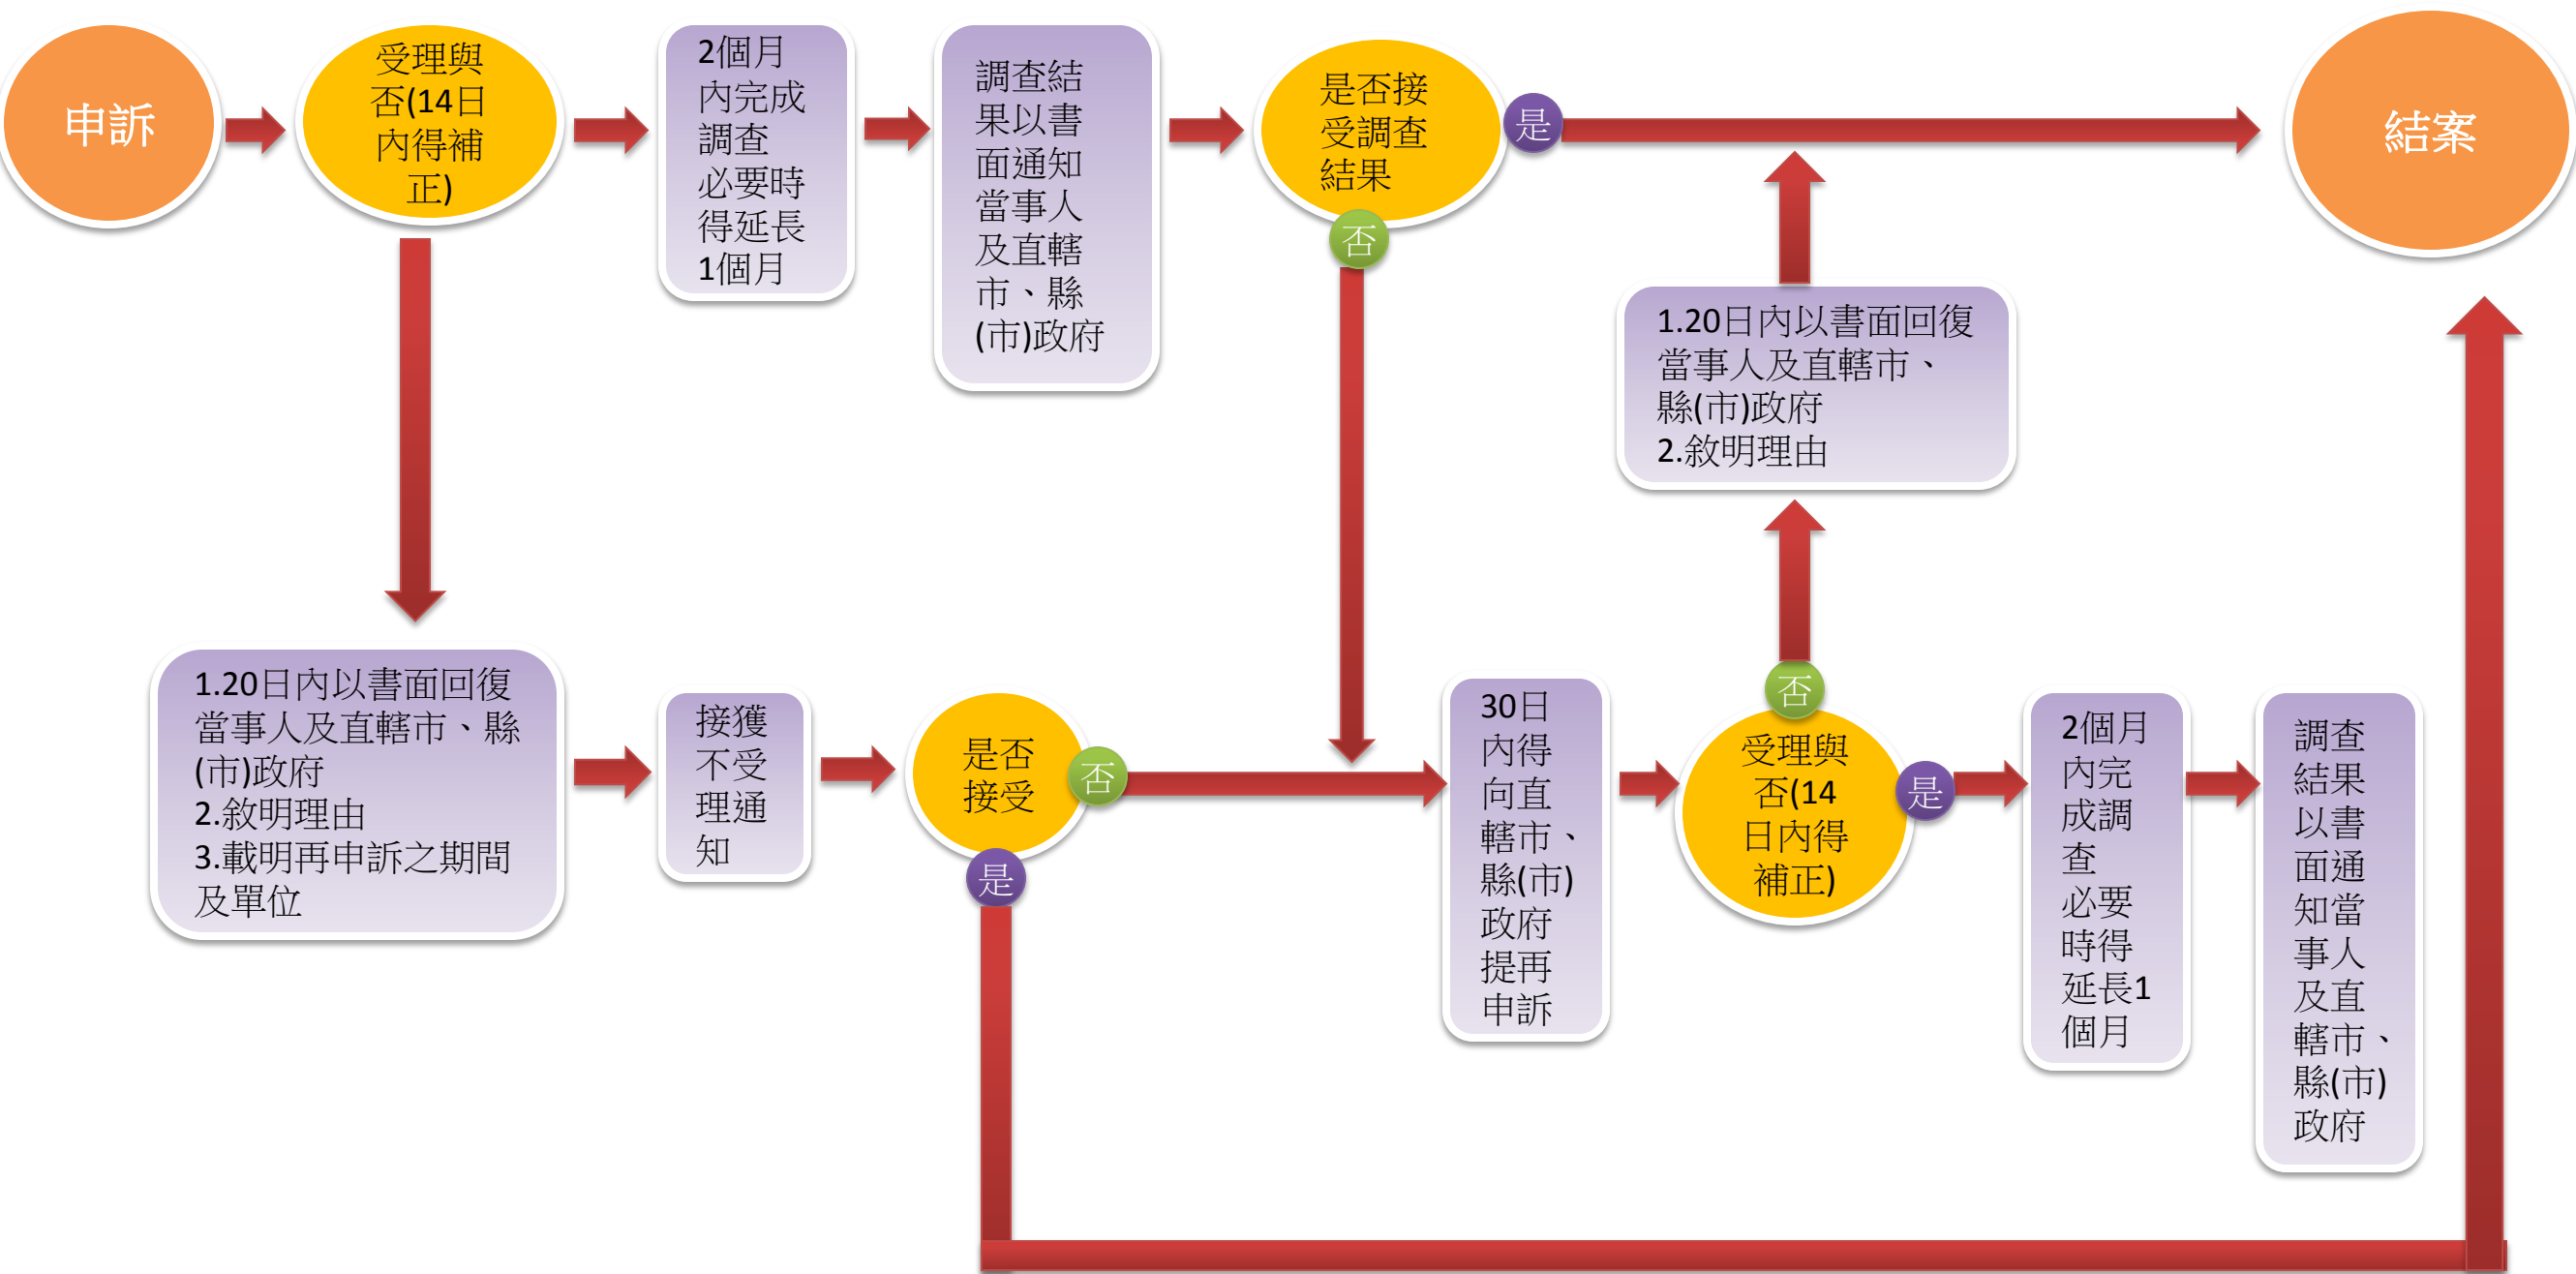 申訴
受理與
否(14日
內得補
正)
2個月
內完成
調查
必要時
得延長
1個月
調查結
果以書
面通知
當事人
及直轄
市、縣
(市)政府
是否接
受調查
結果
是
否
結案
1.20日內以書面回復
當事人及直轄市、
縣(市)政府
2.敘明理由
1.20日內以書面回復
當事人及直轄市、縣
(市)政府
2.敘明理由
3.載明再申訴之期間
及單位
接獲
不受
理通
知
是否
接受
否
是
30日
內得
向直
轄市、
縣(市)
政府
提再
申訴
否
受理與
否(14
日內得
補正)
是
2個月
內完
成調
查
必要
時得
延長1
個月
調查
結果
以書
面通
知當
事人
及直
轄市、
縣(市)
政府